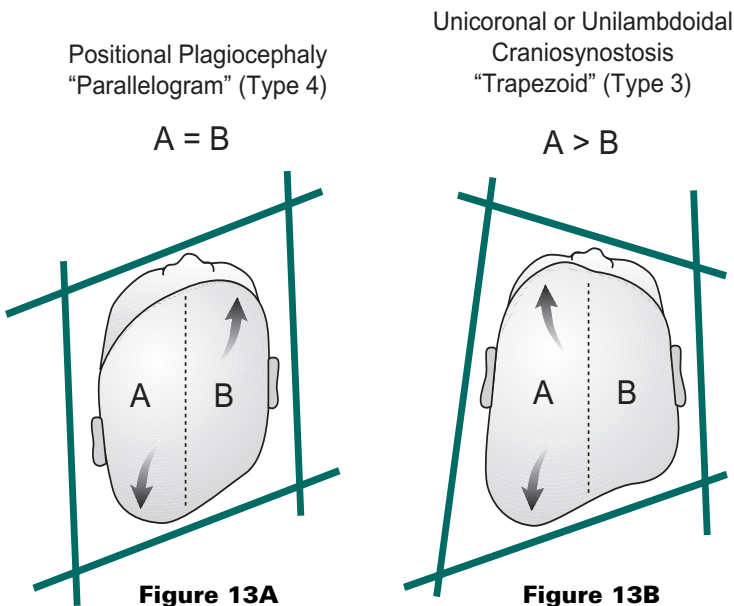 Positional Plagiocephaly
“Parallelogram” (Type 4)
A = B
A
B
Figure 13A
Unicoronal or Unilambdoidal
Craniosynostosis
“Trapezoid” (Type 3)
A > B
A
B
Figure 13B